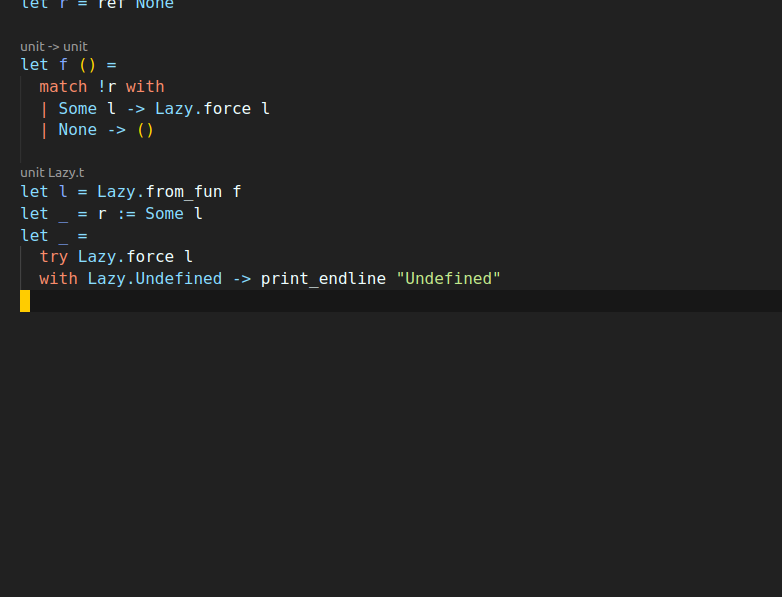 let r = ref None
unit -> unit
let f () =
  match !r with
  | Some l -> Lazy.force l
  | None -> ()
unit Lazy.t
let l = Lazy.from_fun f
let _ = r := Some l
let _ =
  try Lazy.force l
  with Lazy.Undefined -> print_endline "Undefined"